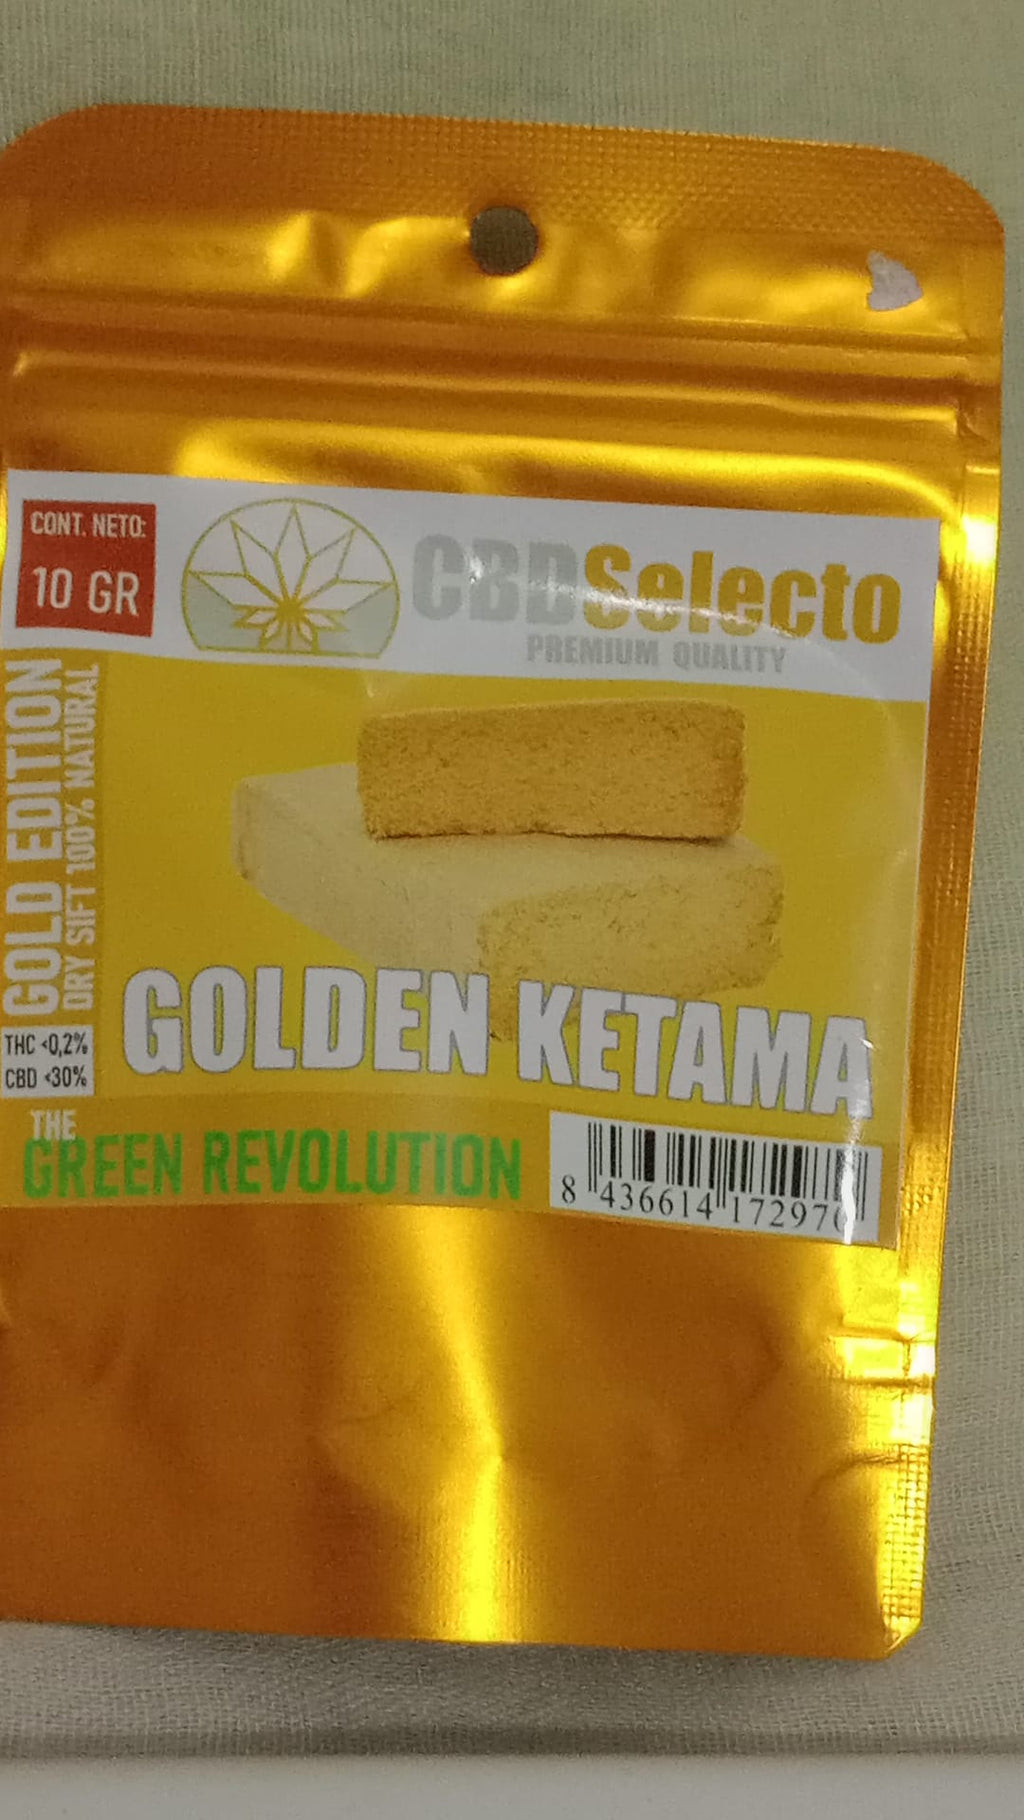 CONT. NETO:
10 GR
CBDSelecto
PREMIUM QUALITY
GOLD EDITION
DRY SIFT 100% NATURAL
GOLDEN KETAMA
THC <0,2%
CBD <30%
THE
GREEN REVOLUTION
8 436614 172976